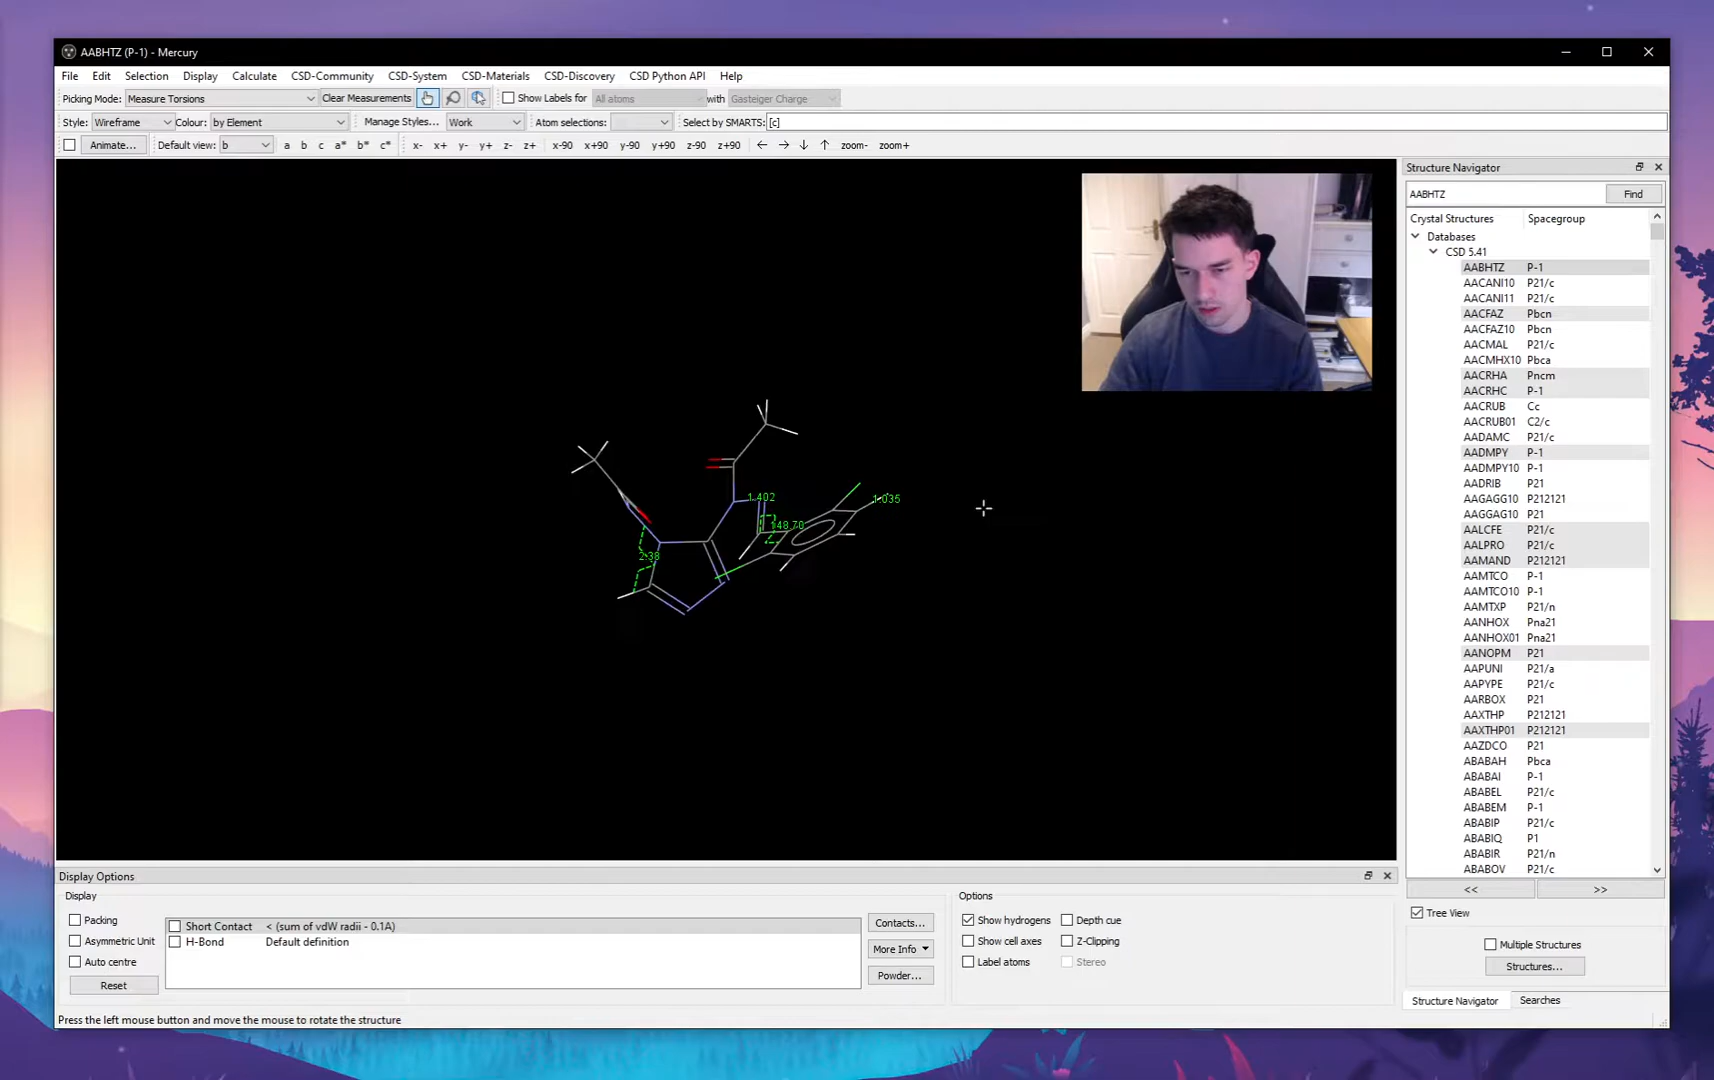 AABHTZ (P-1) - Mercury
File Edit Selection Display Calculate CSD-Community CSD-System CSD-Materials CSD-Discovery CSD Python API Help
Picking Mode: Measure Torsions Clear Measurements Show Labels for All atoms with Gasteiger Charge
Style: Wireframe Colour: by Element Manage Styles... Work Atom selections: Select by SMARTS: [c]
Animate... Default view: b a b c a* b* c* x- x+ y- y+ z- z+ x-90 x+90 y-90 y+90 z-90 z+90 zoom- zoom+
Structure Navigator
AABHTZ Find
Crystal Structures Spacegroup
Databases
CSD 5.41
AABHTZ P-1
AACANI10 P21/c
AACANI11 P21/c
AACFAZ Pbcn
AACFAZ10 Pbcn
AACMAL P21/c
AACMHX10 Pbca
AACRHA Pncm
AACRHC P-1
AACRUB Cc
AACRUB01 C2/c
AADAMC P21/c
AADMPY P-1
AADMPY10 P-1
AADRIB P21
AAGAGG10 P212121
AAGGAG10 P21
AALCFE P21/c
AALPRO P21/c
AAMAND P212121
AAMTCO P-1
AAMTCO10 P-1
AAMTXP P21/n
AANHOX Pna21
AANHOX01 Pna21
AANOPM P21
AAPUNI P21/a
AAPYPE P21/c
AARBOX P21
AAXTHP P212121
AAXTHP01 P212121
AAZDCO P21
ABABAH Pbca
ABABAI P-1
ABABEL P21/c
ABABEM P-1
ABABIP P21/c
ABABIQ P1
ABABIR P21/n
ABABOV P21/c
<< >>
Tree View
Multiple Structures
Structures...
Structure Navigator Searches
1.402
1.035
148.70
2.38
Display Options
Display
Packing
Asymmetric Unit
Auto centre
Reset
Short Contact < (sum of vdW radii - 0.1A)
H-Bond Default definition
Contacts...
More Info
Powder...
Options
Show hydrogens Depth cue
Show cell axes Z-Clipping
Label atoms Stereo
Press the left mouse button and move the mouse to rotate the structure